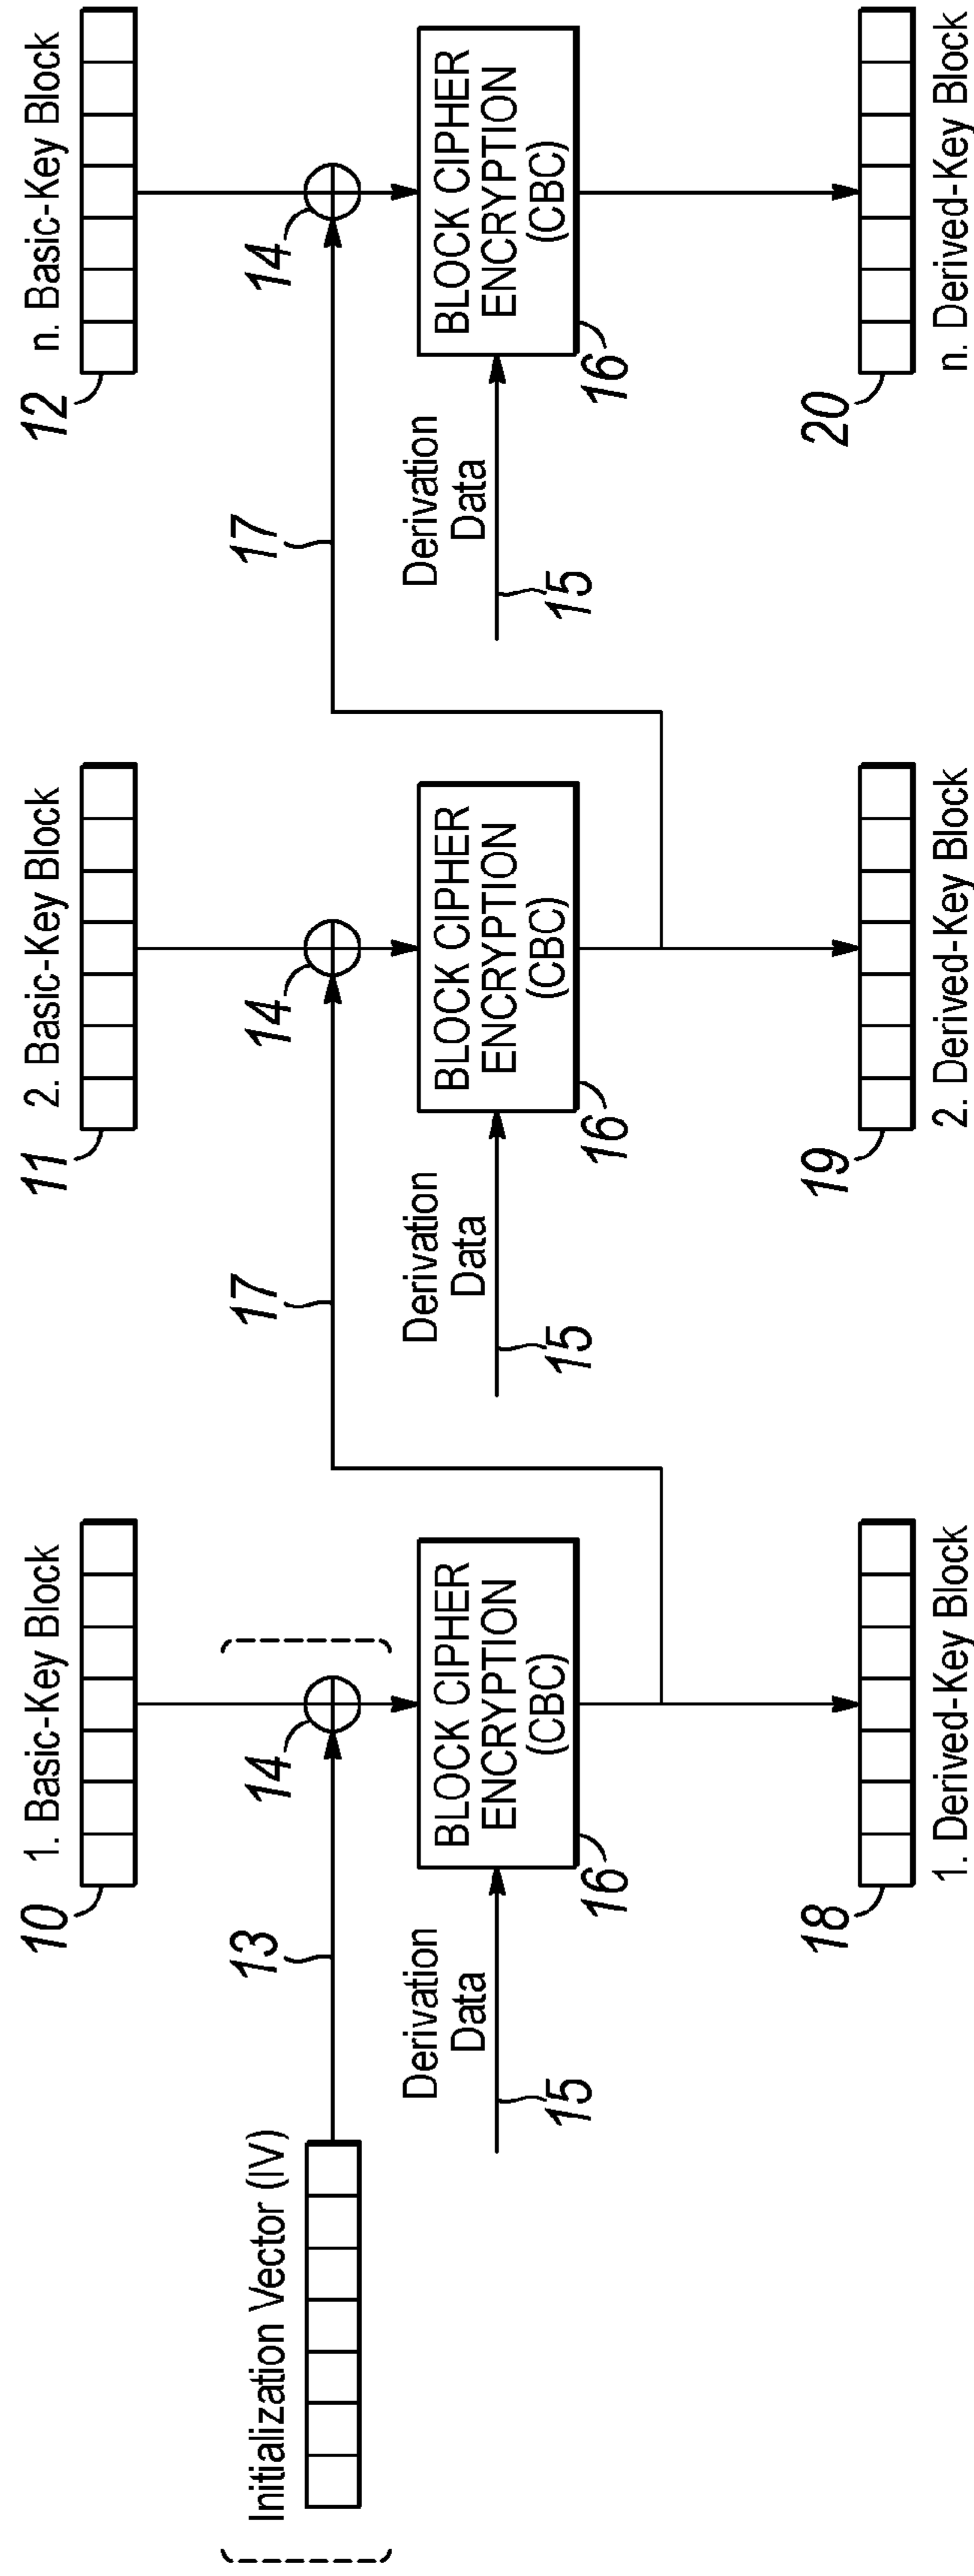 1. Basic-Key Block
2. Basic-Key Block
n. Basic-Key Block
10
11
12
Initialization Vector (IV)
13
14
17
14
17
14
Derivation
Data
15
BLOCK CIPHER
ENCRYPTION
(CBC)
16
Derivation
Data
15
BLOCK CIPHER
ENCRYPTION
(CBC)
16
Derivation
Data
15
BLOCK CIPHER
ENCRYPTION
(CBC)
16
18
19
20
1. Derived-Key Block
2. Derived-Key Block
n. Derived-Key Block